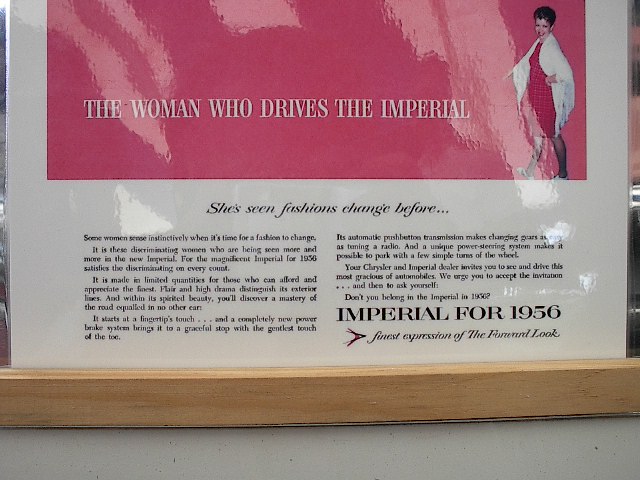 THE WOMAN WHO DRIVES THE IMPERIAL
She's seen fashions change before...
Some women sense instinctively when it's time for a fashion to change.
It is these discriminating women who are being seen more and
more in the new Imperial. For the magnificent Imperial for 1956
satisfies the discriminating on every count.
It is made in limited quantities for those who can afford and
appreciate the finest. Flair and high drama distinguish its exterior
lines. And within its spirited beauty, you'll discover a mastery of
the road equalled in no other car:
It starts at a fingertip's touch . . . and a completely new power
brake system brings it to a graceful stop with the gentlest touch
of the toe.
Its automatic pushbutton transmission makes changing gears as easy
as tuning a radio. And a unique power-steering system makes it
possible to park with a few simple turns of the wheel.
Your Chrysler and Imperial dealer invites you to see and drive this
most gracious of automobiles. We urge you to accept the invitation
. . . and then to ask yourself:
Don't you belong in the Imperial in 1956?
IMPERIAL FOR 1956
finest expression of The Forward Look